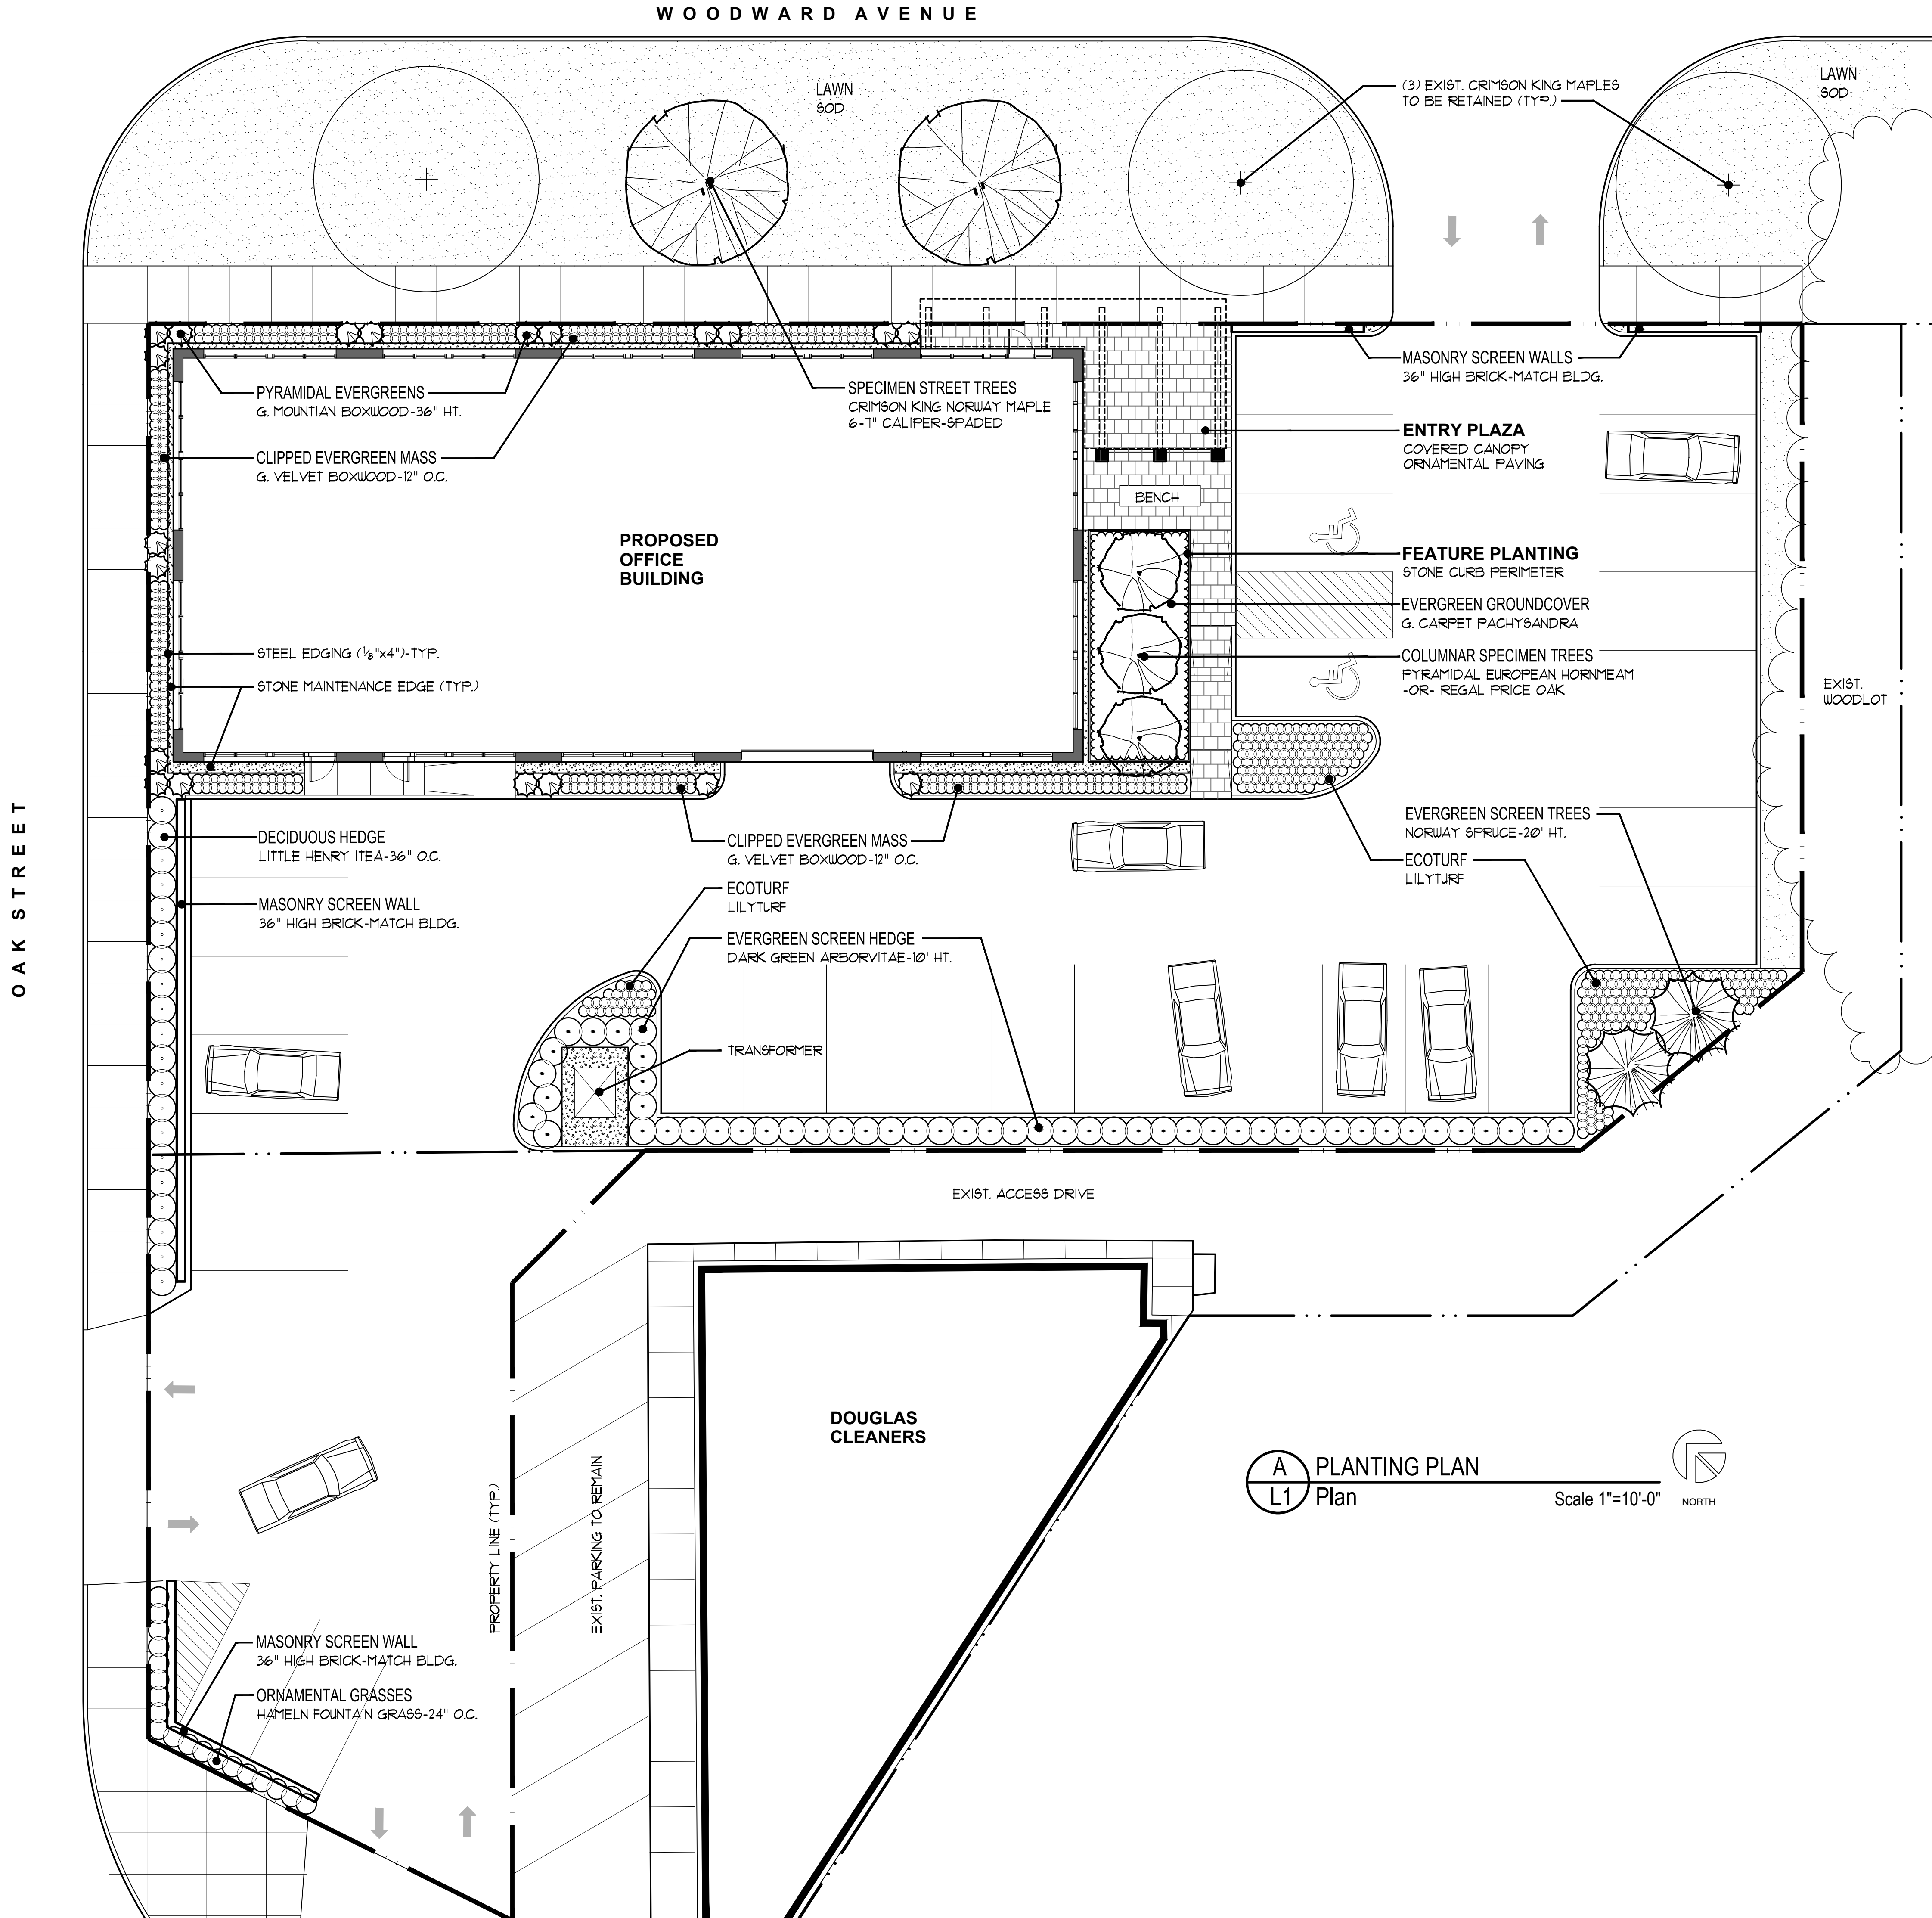 WOODWARD AVENUE
LAWN
SOD
(3) EXIST. CRIMSON KING MAPLES
TO BE RETAINED (TYP.)
LAWN
SOD
PYRAMIDAL EVERGREENS
G. MOUNTIAN BOXWOOD-36" HT.
CLIPPED EVERGREEN MASS
G. VELVET BOXWOOD-12" O.C.
SPECIMEN STREET TREES
CRIMSON KING NORWAY MAPLE
6-7" CALIPER-SPADED
MASONRY SCREEN WALLS
36" HIGH BRICK-MATCH BLDG.
ENTRY PLAZA
COVERED CANOPY
ORNAMENTAL PAVING
BENCH
PROPOSED
OFFICE
BUILDING
FEATURE PLANTING
STONE CURB PERIMETER
EVERGREEN GROUNDCOVER
G. CARPET PACHYSANDRA
COLUMNAR SPECIMEN TREES
PYRAMIDAL EUROPEAN HORNMEAM
-OR- REGAL PRICE OAK
STEEL EDGING (1/8"x4")-TYP.
STONE MAINTENANCE EDGE (TYP.)
EXIST.
WOODLOT
OAK STREET
DECIDUOUS HEDGE
LITTLE HENRY ITEA-36" O.C.
MASONRY SCREEN WALL
36" HIGH BRICK-MATCH BLDG.
CLIPPED EVERGREEN MASS
G. VELVET BOXWOOD-12" O.C.
ECOTURF
LILYTURF
EVERGREEN SCREEN HEDGE
DARK GREEN ARBORVITAE-10' HT.
TRANSFORMER
EVERGREEN SCREEN TREES
NORWAY SPRUCE-20' HT.
ECOTURF
LILYTURF
EXIST. ACCESS DRIVE
DOUGLAS
CLEANERS
PROPERTY LINE (TYP.)
EXIST. PARKING TO REMAIN
A
L1
PLANTING PLAN
Plan
Scale 1"=10'-0"
NORTH
MASONRY SCREEN WALL
36" HIGH BRICK-MATCH BLDG.
ORNAMENTAL GRASSES
HAMELN FOUNTAIN GRASS-24" O.C.